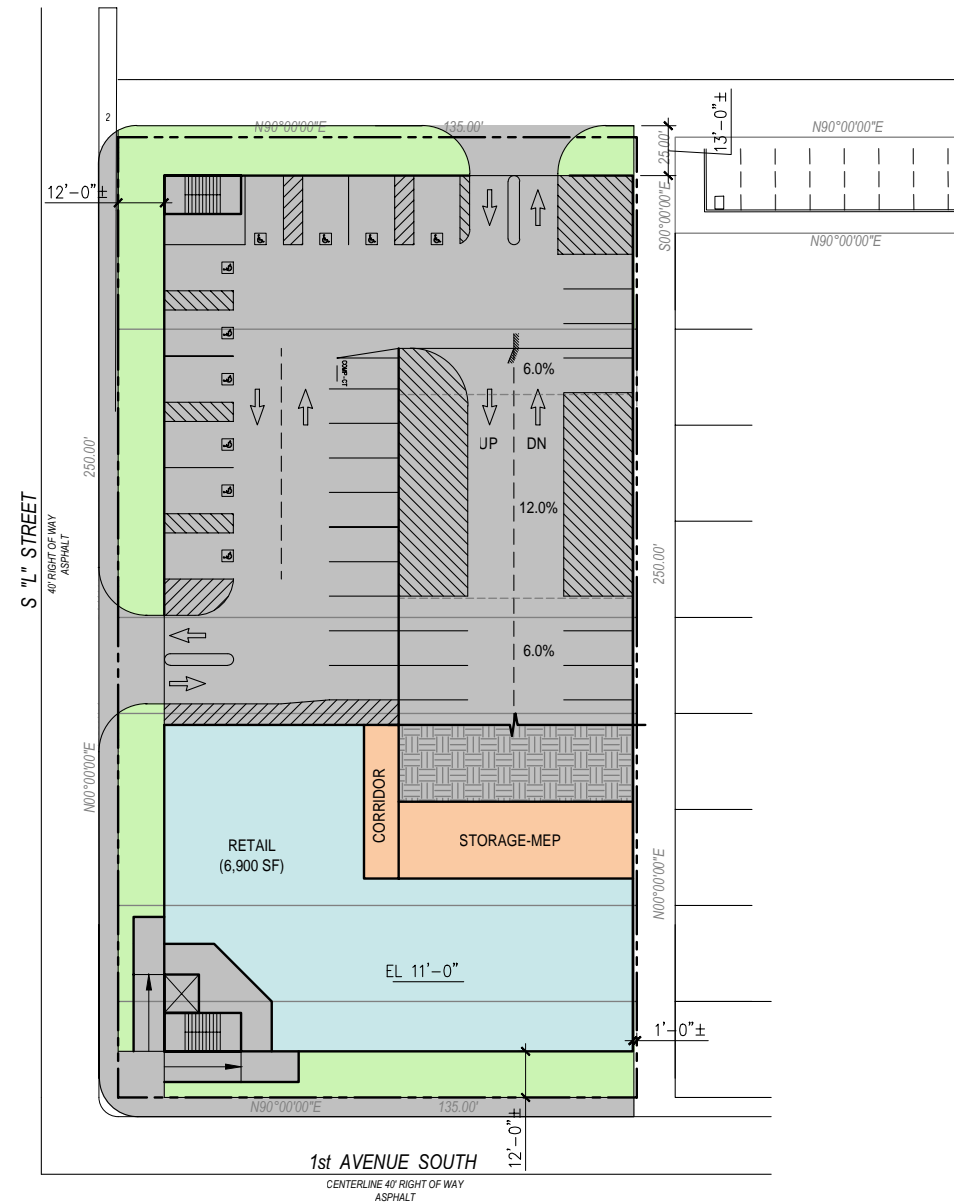 2
N90°00'00"E
135.00'
25.00'
13'-0"±
N90°00'00"E
12'-0"±
S00°00'00"E
N90°00'00"E
COMP-CT
6.0%
UP
DN
250.00'
12.0%
S "L" STREET
40' RIGHT OF WAY
ASPHALT
250.00'
6.0%
N00°00'00"E
CORRIDOR
RETAIL
(6,900 SF)
STORAGE-MEP
N00°00'00"E
EL 11'-0"
1'-0"±
N90°00'00"E
135.00'
12'-0"±
1st AVENUE SOUTH
CENTERLINE 40' RIGHT OF WAY
ASPHALT